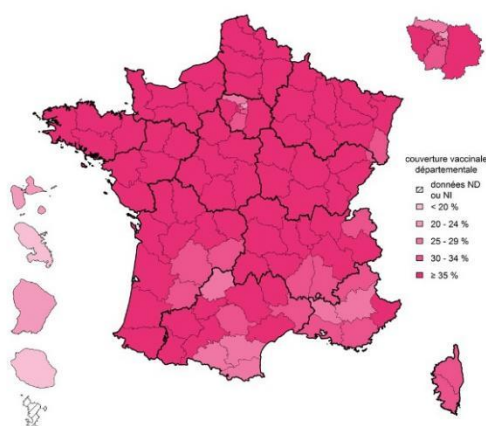 couverture vaccinale
départementale
données ND
ou NI
< 20 %
20 - 24 %
25 - 29 %
30 - 34 %
≥ 35 %